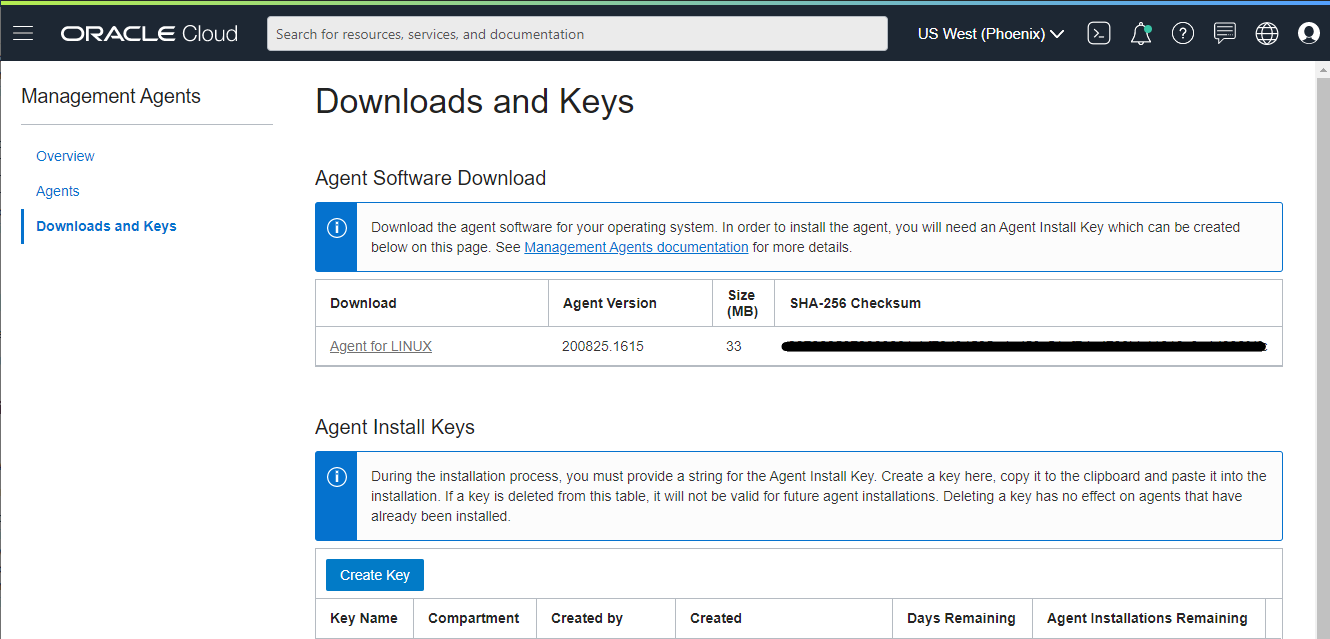 ORACLE Cloud
Search for resources, services, and documentation
US West (Phoenix)
Management Agents
Overview
Agents
Downloads and Keys
Downloads and Keys
Agent Software Download
Download the agent software for your operating system. In order to install the agent, you will need an Agent Install Key which can be created
below on this page. See Management Agents documentation for more details.
Download Agent Version Size (MB) SHA-256 Checksum
Agent for LINUX 200825.1615 33
Agent Install Keys
During the installation process, you must provide a string for the Agent Install Key. Create a key here, copy it to the clipboard and paste it into the
installation. If a key is deleted from this table, it will not be valid for future agent installations. Deleting a key has no effect on agents that have
already been installed.
Create Key
Key Name Compartment Created by Created Days Remaining Agent Installations Remaining